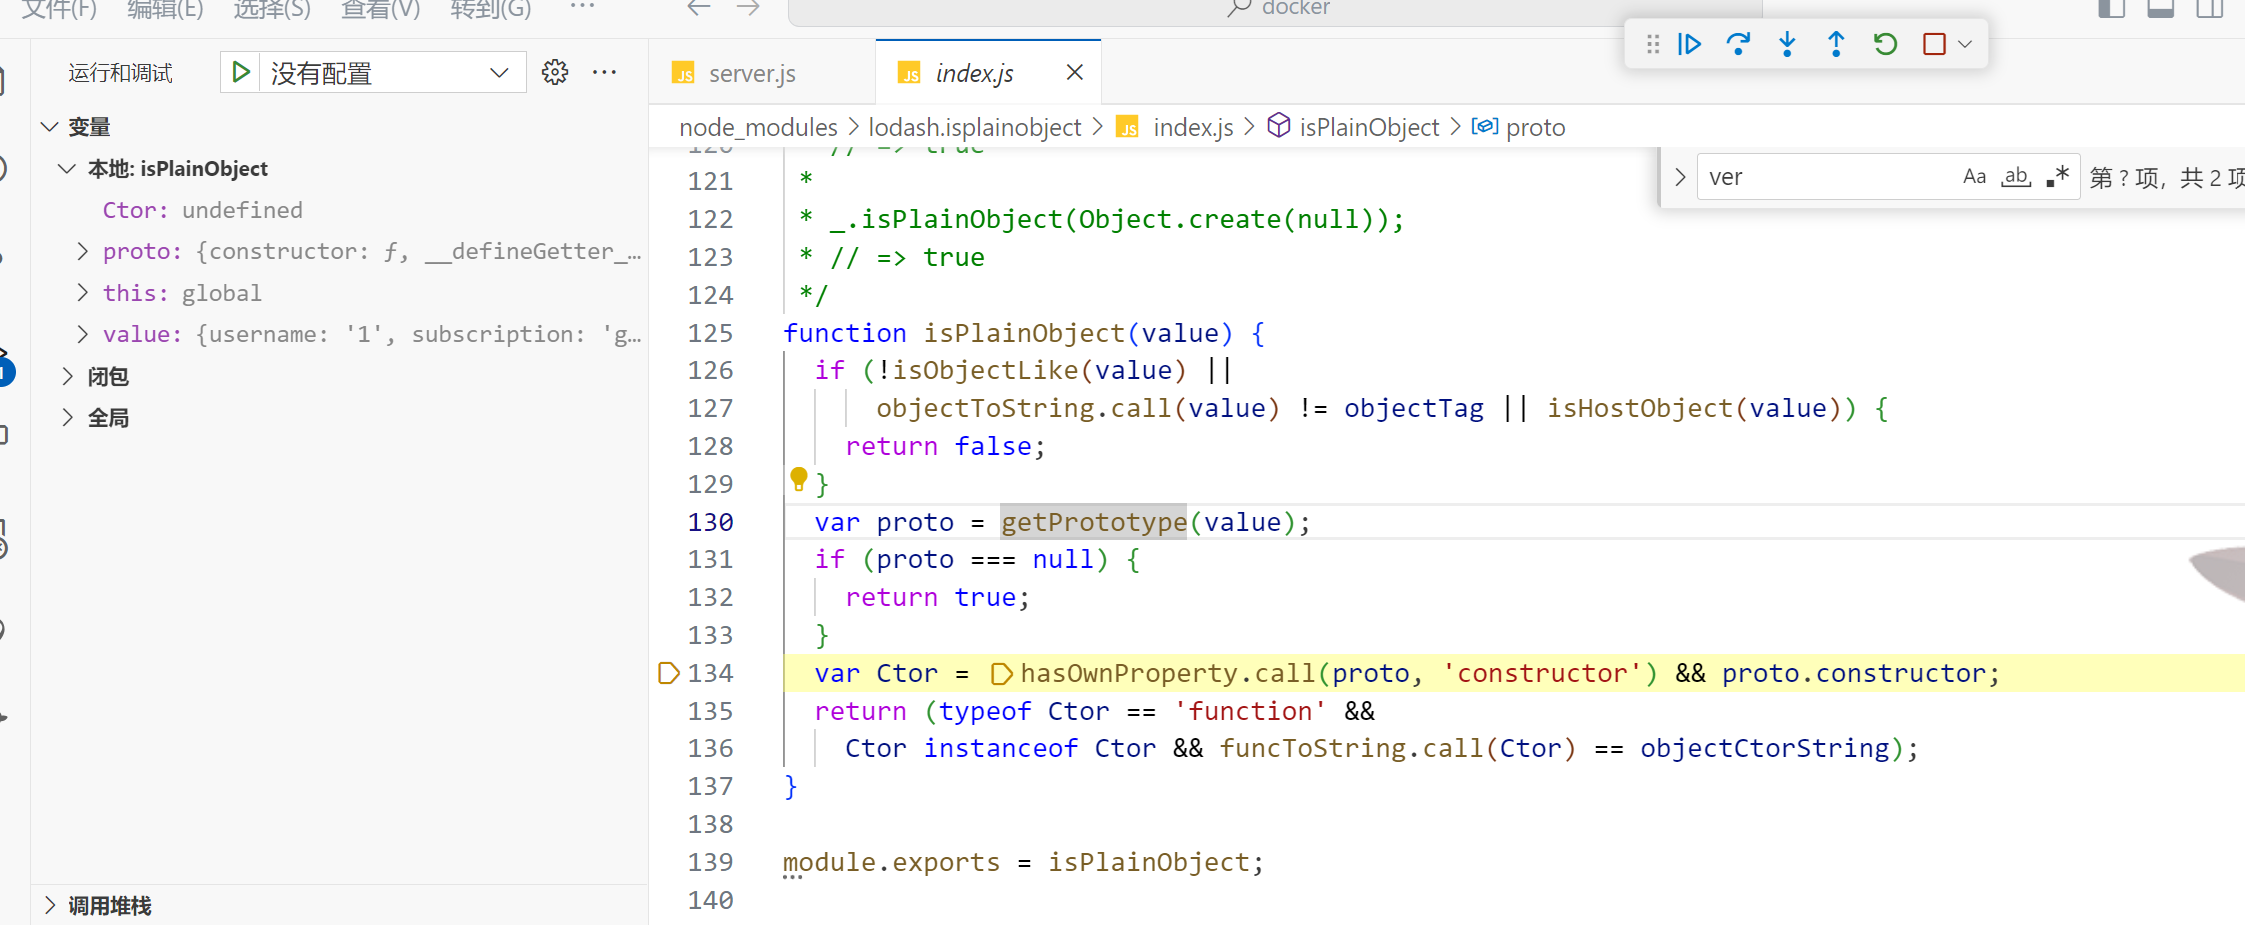 文件(F) 编辑(E) 选择(S) 查看(V) 转到(G) ··· docker
运行和调试 没有配置 ···
变量
本地: isPlainObject
Ctor: undefined
proto: {constructor: ƒ, __defineGetter_…
this: global
value: {username: '1', subscription: 'g…
闭包
全局
调用堆栈
JS server.js JS index.js
node_modules > lodash.isplainobject > JS index.js > isPlainObject > proto
ver Aa ab .* 第 ? 项, 共 2 项
120 // => true
121 *
122 * _.isPlainObject(Object.create(null));
123 * // => true
124 */
125 function isPlainObject(value) {
126 if (!isObjectLike(value) ||
127 objectToString.call(value) != objectTag || isHostObject(value)) {
128 return false;
129 }
130 var proto = getPrototype(value);
131 if (proto === null) {
132 return true;
133 }
134 var Ctor = hasOwnProperty.call(proto, 'constructor') && proto.constructor;
135 return (typeof Ctor == 'function' &&
136 Ctor instanceof Ctor && funcToString.call(Ctor) == objectCtorString);
137 }
138
139 module.exports = isPlainObject;
140